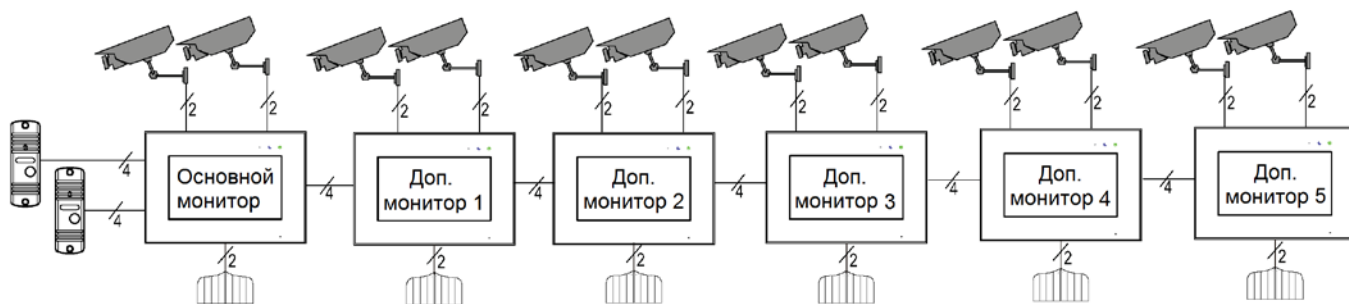 2 2 2 2 2 2 2 2 2 2 2 2
4
Основной
монитор
4
4
Доп.
монитор 1
4
Доп.
монитор 2
4
Доп.
монитор 3
4
Доп.
монитор 4
4
Доп.
монитор 5
2 2 2 2 2 2